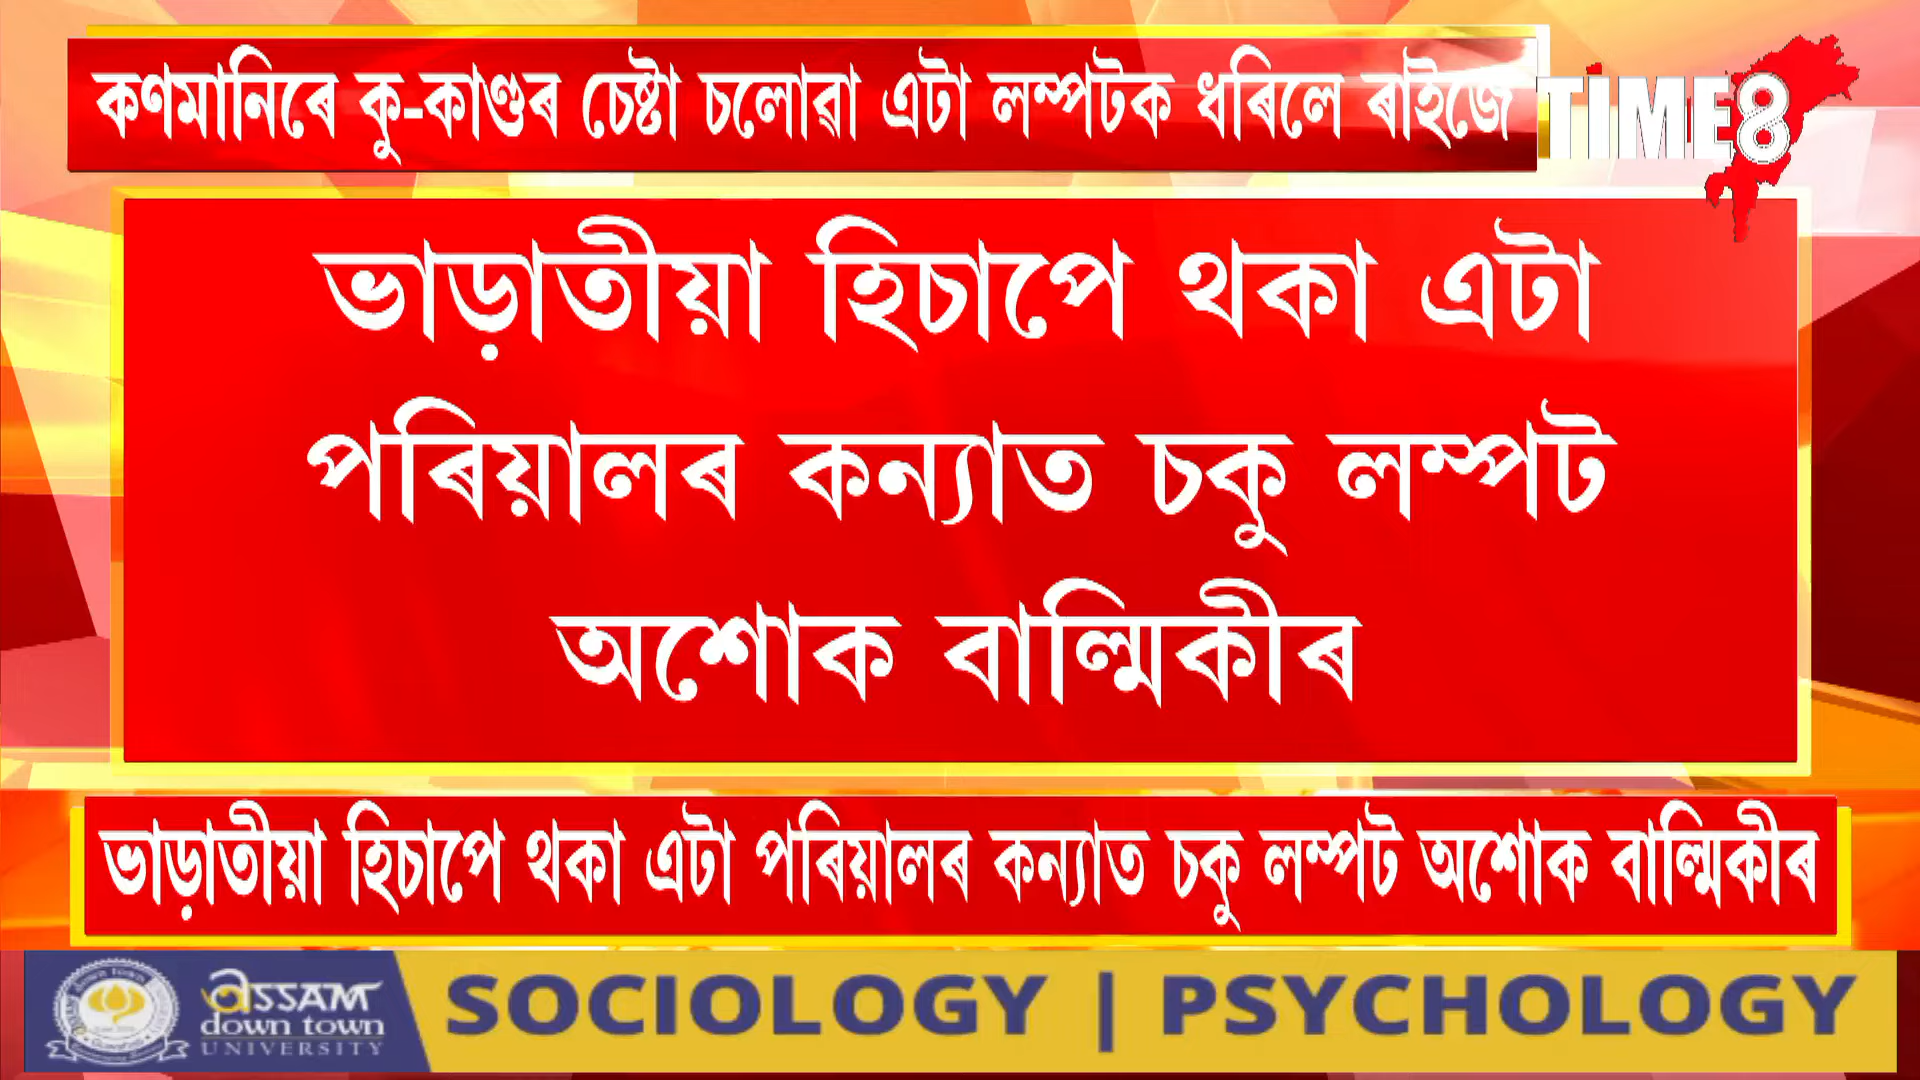 কণমানিৰে কু-কাণ্ডৰ চেষ্টা চলোৱা এটা লম্পটক ধৰিলে ৰাইজে
TiME8
ভাড়াতীয়া হিচাপে থকা এটা
পৰিয়ালৰ কন্যাত চকু লম্পট
অশোক বাল্মিকীৰ
ভাড়াতীয়া হিচাপে থকা এটা পৰিয়ালৰ কন্যাত চকু লম্পট অশোক বাল্মিকীৰ
assam
down town
UNIVERSITY
SOCIOLOGY | PSYCHOLOGY